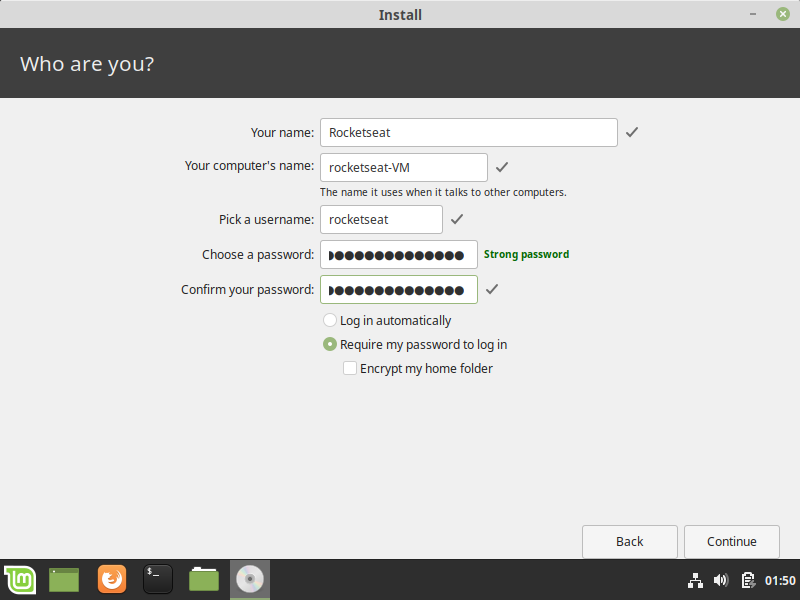 Install
Who are you?
Your name: Rocketseat
Your computer's name: rocketseat-VM
The name it uses when it talks to other computers.
Pick a username: rocketseat
Choose a password: ●●●●●●●●●●●●●● Strong password
Confirm your password: ●●●●●●●●●●●●●●
Log in automatically
Require my password to log in
Encrypt my home folder
Back Continue
$_ 01:50